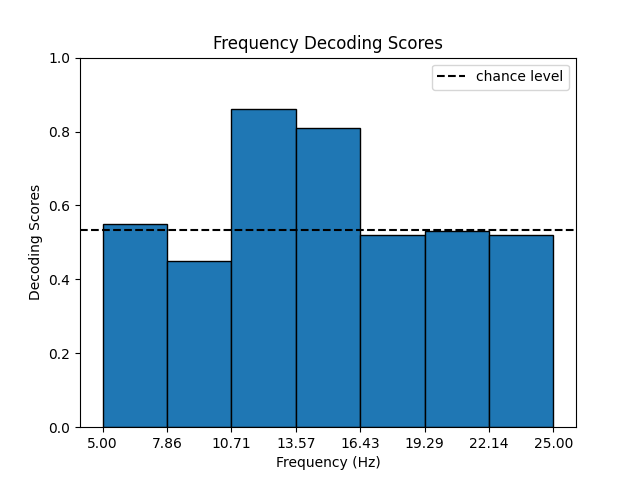 Frequency Decoding Scores
chance level
1.0
0.8
0.6
0.4
0.2
0.0
Decoding Scores
5.00 7.86 10.71 13.57 16.43 19.29 22.14 25.00
Frequency (Hz)